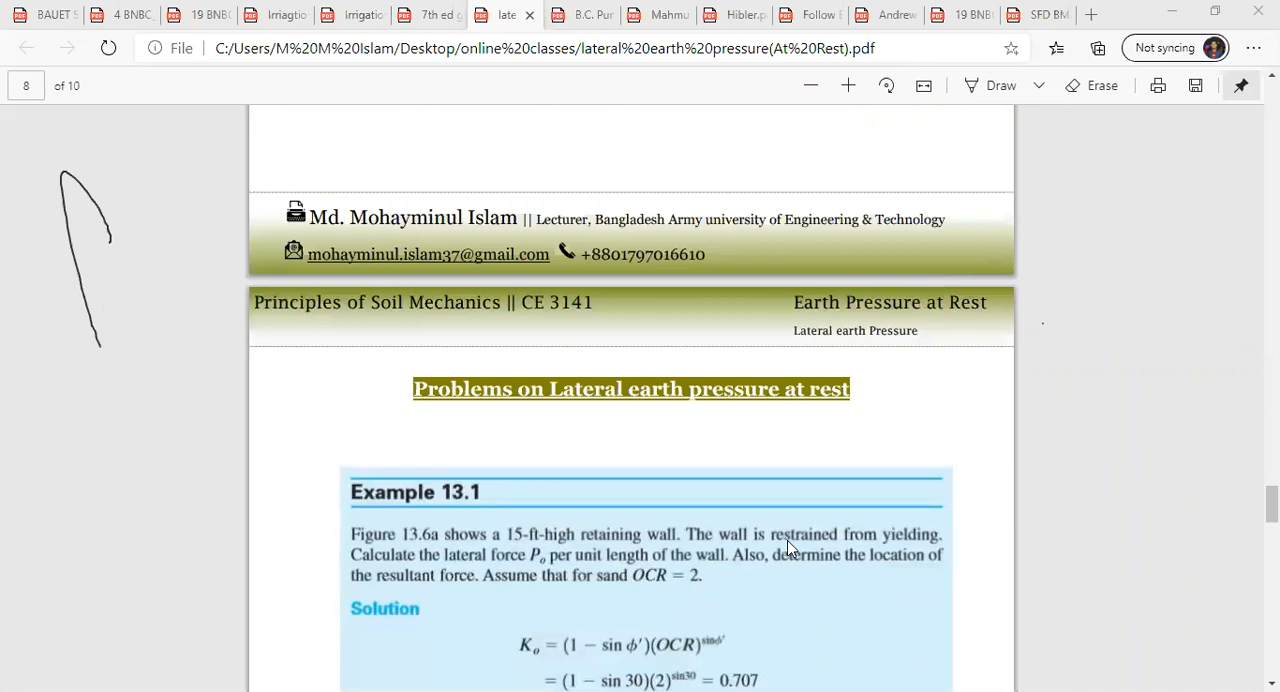 BAUET S
4 BNBC_
19 BNB
Irriagtio
Irrigatio
7th ed
late
B.C. Pur
Mahmu
Hibler.p
Follow E
Andrew
19 BNB
SFD BM
File
C:/Users/M%20M%20Islam/Desktop/online%20classes/lateral%20earth%20pressure(At%20Rest).pdf
Not syncing
8 of 10
Draw
Erase
Md. Mohayminul Islam || Lecturer, Bangladesh Army university of Engineering & Technology
mohayminul.islam37@gmail.com +8801797016610
Principles of Soil Mechanics || CE 3141
Earth Pressure at Rest
Lateral earth Pressure
Problems on Lateral earth pressure at rest
Example 13.1
Figure 13.6a shows a 15-ft-high retaining wall. The wall is restrained from yielding.
Calculate the lateral force Pₒ per unit length of the wall. Also, determine the location of
the resultant force. Assume that for sand OCR = 2.
Solution
Kₒ = (1 − sin ϕ′)(OCR)^sinϕ′
= (1 − sin 30)(2)^sin30 = 0.707